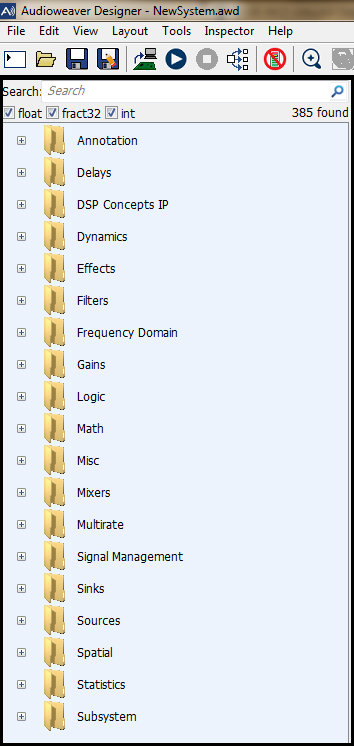 Audioweaver Designer - NewSystem.awd
File Edit View Layout Tools Inspector Help
Search: Search
float fract32 int 385 found
Annotation
Delays
DSP Concepts IP
Dynamics
Effects
Filters
Frequency Domain
Gains
Logic
Math
Misc
Mixers
Multirate
Signal Management
Sinks
Sources
Spatial
Statistics
Subsystem